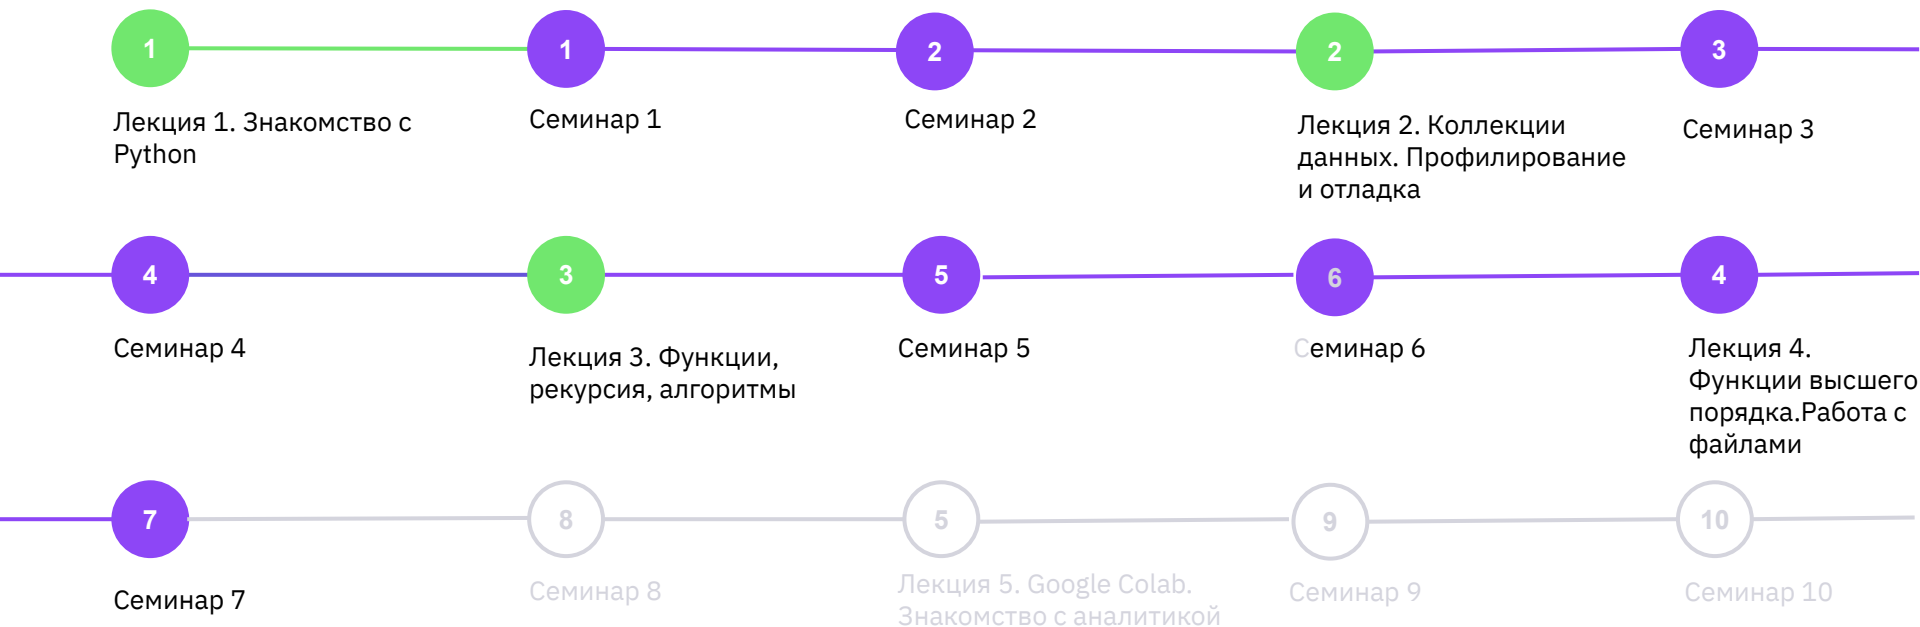 1 1 2 2 3
Лекция 1. Знакомство с
Python
Семинар 1
Семинар 2
Лекция 2. Коллекции
данных. Профилирование
и отладка
Семинар 3
4 3 5 6 4
Семинар 4
Лекция 3. Функции,
рекурсия, алгоритмы
Семинар 5
Семинар 6
Лекция 4.
Функции высшего
порядка.Работа с
файлами
7 8 5 9 10
Семинар 7
Семинар 8
Лекция 5. Google Colab.
Знакомство с аналитикой
Семинар 9
Семинар 10